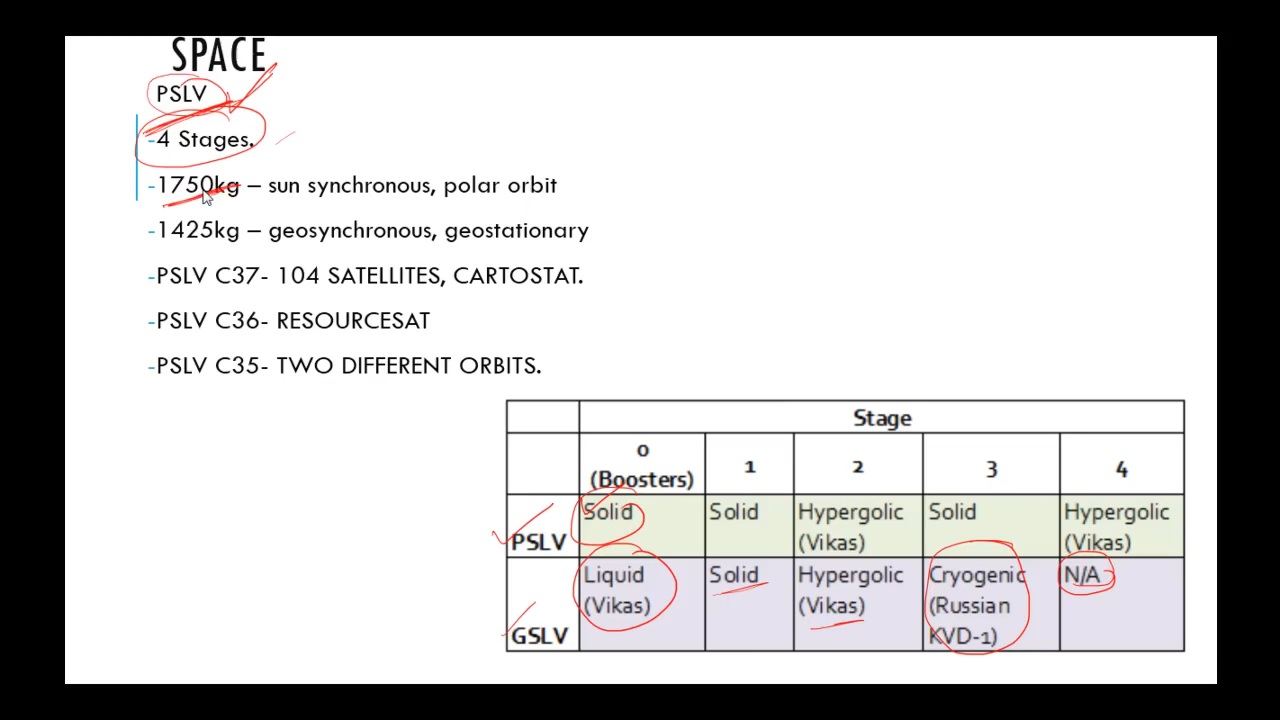 SPACE
PSLV
-4 Stages.
-1750kg – sun synchronous, polar orbit
-1425kg – geosynchronous, geostationary
-PSLV C37- 104 SATELLITES, CARTOSTAT.
-PSLV C36- RESOURCESAT
-PSLV C35- TWO DIFFERENT ORBITS.
Stage
0 (Boosters) 1 2 3 4
PSLV Solid Solid Hypergolic (Vikas) Solid Hypergolic (Vikas)
GSLV Liquid (Vikas) Solid Hypergolic (Vikas) Cryogenic (Russian KVD-1) N/A